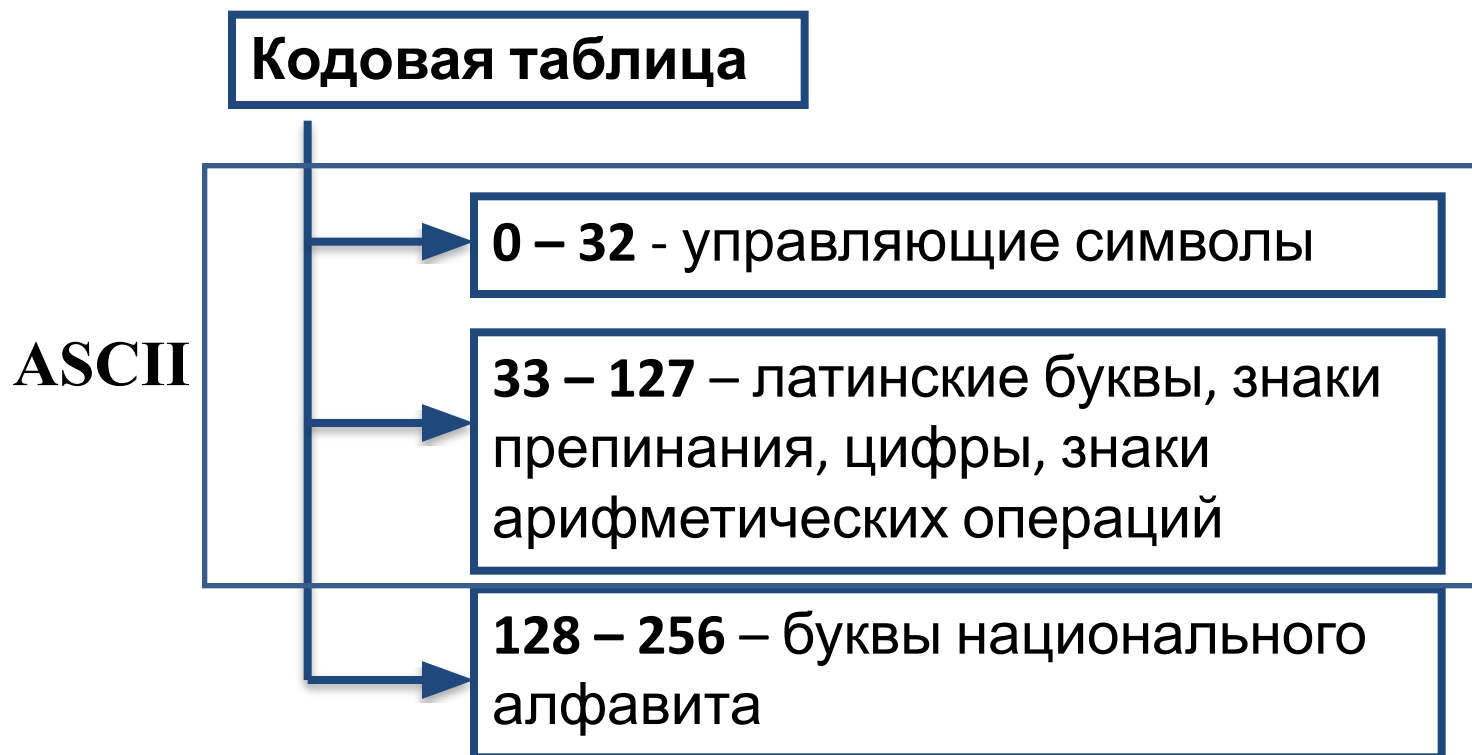 Кодовая таблица
0 – 32 - управляющие символы
ASCII
33 – 127 – латинские буквы, знаки
препинания, цифры, знаки
арифметических операций
128 – 256 – буквы национального
алфавита